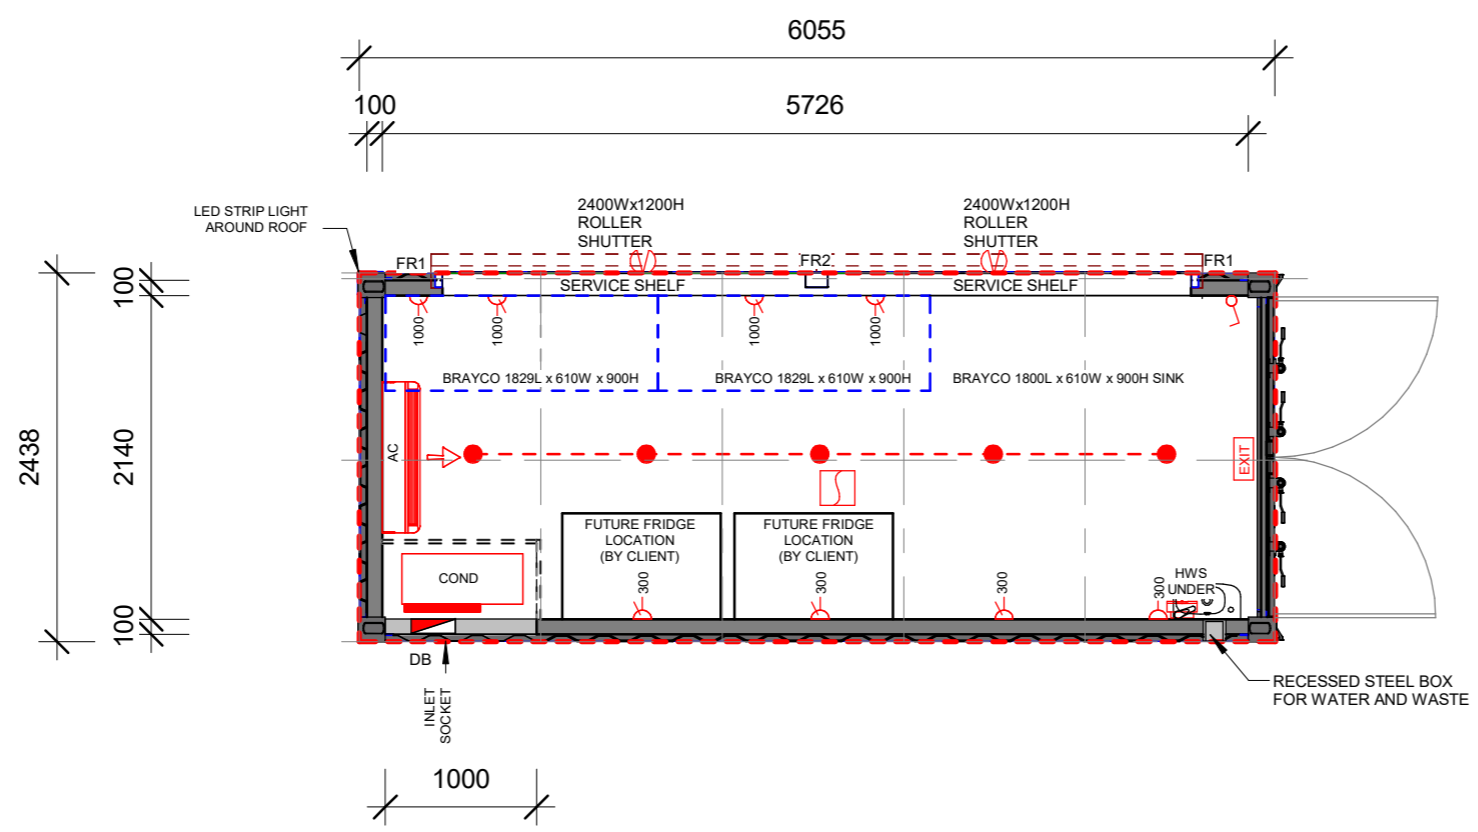 6055
100
5726
LED STRIP LIGHT
AROUND ROOF
2400Wx1200H
ROLLER
SHUTTER
2400Wx1200H
ROLLER
SHUTTER
FR1
FR2
FR1
SERVICE SHELF
SERVICE SHELF
100
1000
1000
1000
1000
BRAYCO 1829L x 610W x 900H
BRAYCO 1829L x 610W x 900H
BRAYCO 1800L x 610W x 900H SINK
2438
2140
AC
EXIT
FUTURE FRIDGE
LOCATION
(BY CLIENT)
FUTURE FRIDGE
LOCATION
(BY CLIENT)
COND
300
300
300
300
HWS
UNDER
100
DB
INLET
SOCKET
RECESSED STEEL BOX
FOR WATER AND WASTE
1000